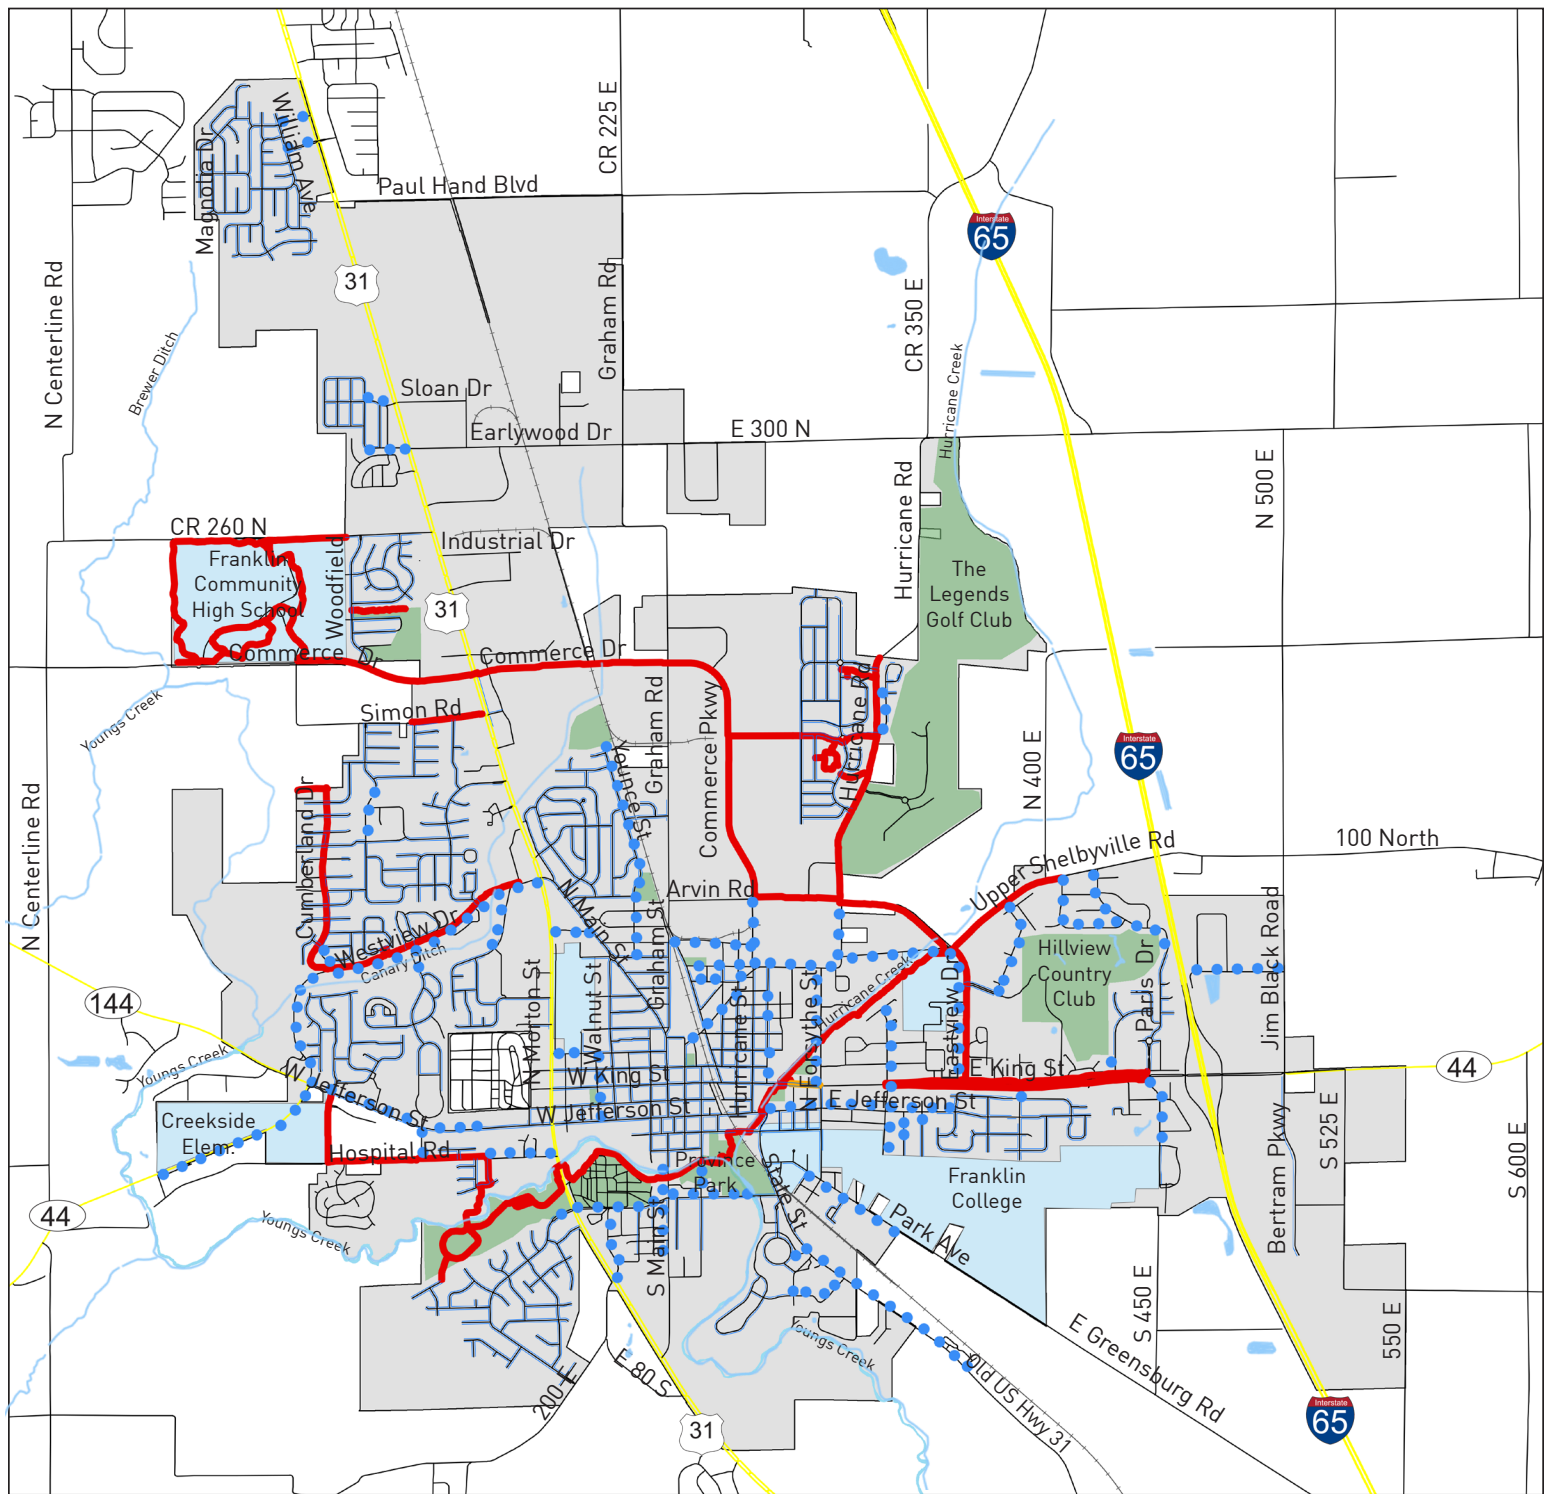 William Ave
Magnolia Dr
CR 225 E
Paul Hand Blvd
Interstate
65
31
N Centerline Rd
Graham Rd
CR 350 E
Brewer Ditch
Hurricane Creek
Sloan Dr
Earlywood Dr
E 300 N
Hurricane Rd
N 500 E
CR 260 N
Industrial Dr
Franklin
Community
High School
Woodfield
The
Legends
Golf Club
31
Commerce Dr
Commerce Dr
Youngs Creek
Simon Rd
Graham Rd
Commerce Pkwy
Hurricane Rd
Younce St
N 400 E
Interstate
65
N Centerline Rd
Cumberland Dr
Upper Shelbyville Rd
100 North
Arvin Rd
N Main St
Westview Dr
Canary Ditch
Graham St
Jim Black Road
Hillview
Country
Club
Paris Dr
144
N Morton St
Walnut St
Hurricane St
N Forsythe St
Hurricane Creek
Eastview Dr
Youngs Creek
N Jefferson St
W King St
E King St
44
W Jefferson St
E Jefferson St
Creekside
Elem.
Hospital Rd
Province
Park
State St
Franklin
College
Bertram Pkwy
S 525 E
S 600 E
44
Youngs Creek
S Main St
Park Ave
S 450 E
550 E
Youngs Creek
E Greensburg Rd
E 80 S
200 E
Old US Hwy 31
31
Interstate
65